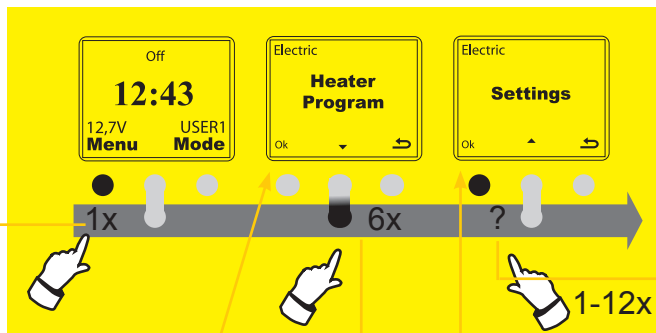 Off
12:43
12,7V USER1
Menu Mode
Electric
Heater
Program
Ok
Electric
Settings
Ok
1x
6x
?
1-12x